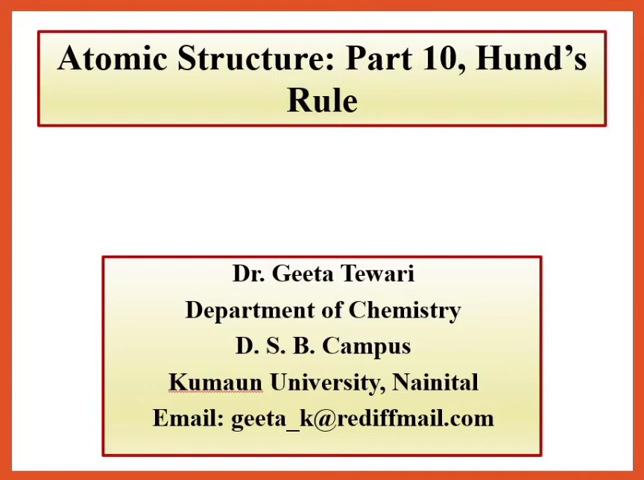 Atomic Structure: Part 10, Hund’s
Rule
Dr. Geeta Tewari
Department of Chemistry
D. S. B. Campus
Kumaun University, Nainital
Email: geeta_k@rediffmail.com